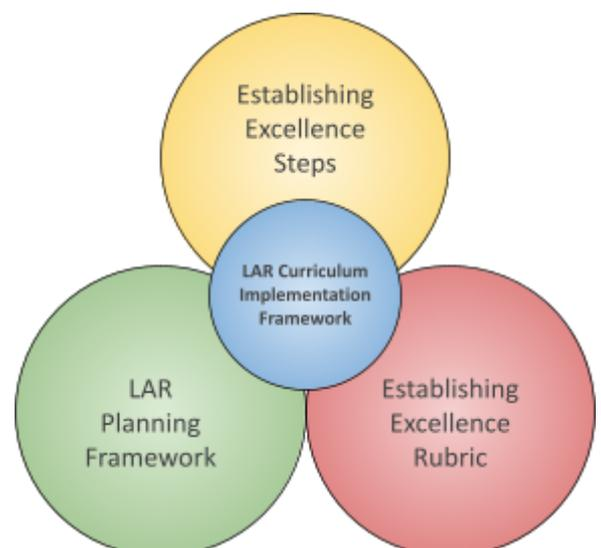 Establishing
Excellence
Steps
LAR Curriculum
Implementation
Framework
LAR
Planning
Framework
Establishing
Excellence
Rubric